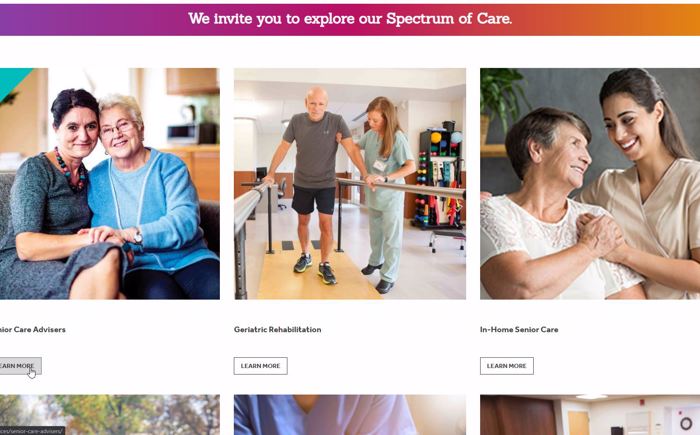 We invite you to explore our Spectrum of Care.
nior Care Advisers
Geriatric Rehabilitation
In-Home Senior Care
EARN MORE
LEARN MORE
LEARN MORE
ces/senior-care-advisers/